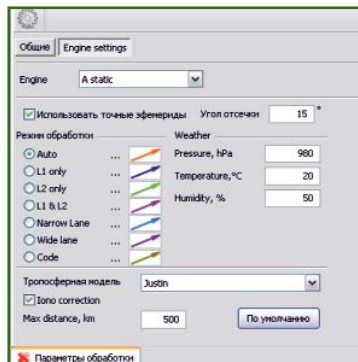 Общие Engine settings
Engine A static
Использовать точные эфемериды Угол отсечки 15 °
Режим обработки Weather
Auto ... Pressure, hPa 980
L1 only ... Temperature,°C 20
L2 only ... Humidity, % 50
L1 & L2 ...
Narrow Lane ...
Wide lane ...
Code ...
Тропосферная модель Justin
Iono correction
Max distance, km 500 По умолчанию
Параметры обработки